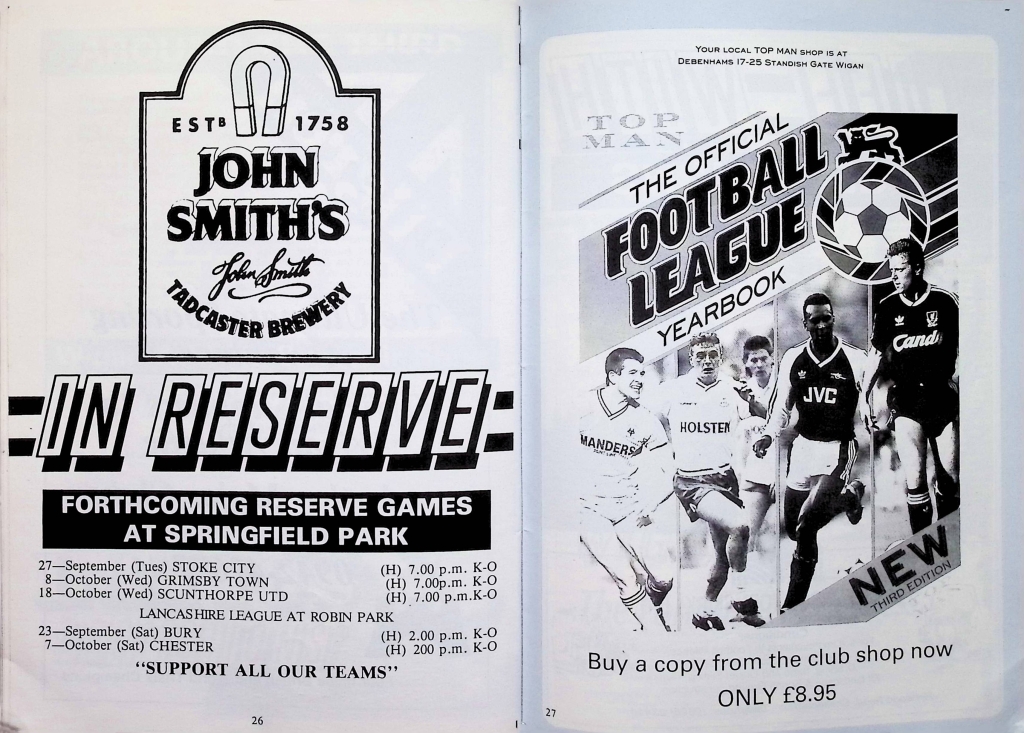 ESTB 1758
JOHN
SMITH'S
John Smith
TADCASTER BREWERY
IN RESERVE
FORTHCOMING RESERVE GAMES
AT SPRINGFIELD PARK
27—September (Tues) STOKE CITY (H) 7.00 p.m. K-O
8—October (Wed) GRIMSBY TOWN (H) 7.00p.m. K-O
18—October (Wed) SCUNTHORPE UTD (H) 7.00 p.m.K-O
LANCASHIRE LEAGUE AT ROBIN PARK
23—September (Sat) BURY (H) 2.00 p.m. K-O
7—October (Sat) CHESTER (H) 200 p.m. K-O
"SUPPORT ALL OUR TEAMS"
26
YOUR LOCAL TOP MAN SHOP IS AT
DEBENHAMS 17-25 STANDISH GATE WIGAN
TOP
MAN
THE OFFICIAL
FOOTBALL
LEAGUE
YEARBOOK
MANDERS
HOLSTEN
JVC
Candy
NEW
THIRD EDITION
Buy a copy from the club shop now
ONLY £8.95
27